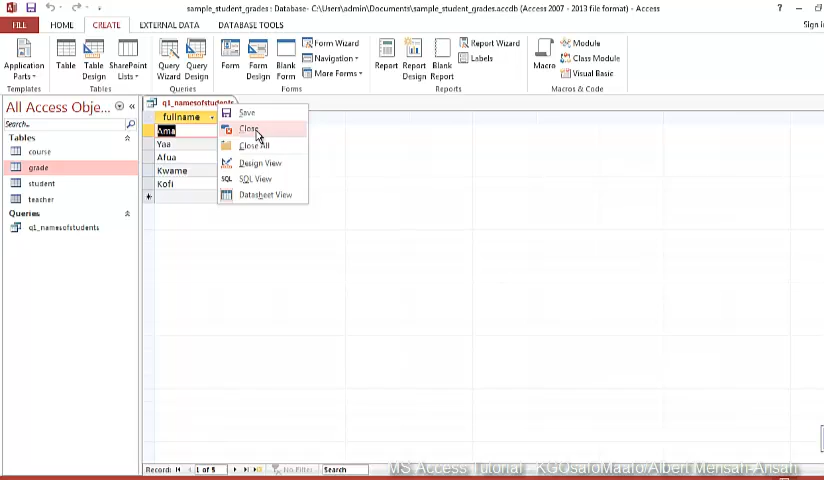 sample_student_grades : Database- C:\Users\admin\Documents\sample_student_grades.accdb (Access 2007 - 2013 file format) - Access
?
Sign i
FILE HOME CREATE EXTERNAL DATA DATABASE TOOLS
Application Parts
Table
Table Design
SharePoint Lists
Query Wizard
Query Design
Form
Form Design
Blank Form
Form Wizard
Navigation
More Forms
Report
Report Design
Blank Report
Report Wizard
Labels
Macro
Module
Class Module
Visual Basic
Templates Tables Queries Forms Reports Macros & Code
All Access Obje...
Search..
Tables
course
grade
student
teacher
Queries
q1_namesofstudents
q1_namesofstudents
fullname
Ama
Yaa
Afua
Kwame
Kofi
Save
Close
Close All
Design View
SQL SQL View
Datasheet View
Record: 1 of 5 No Filter Search
MS Access Tutorial - KGOsafoMaafo/Albert Mensah-Ansah